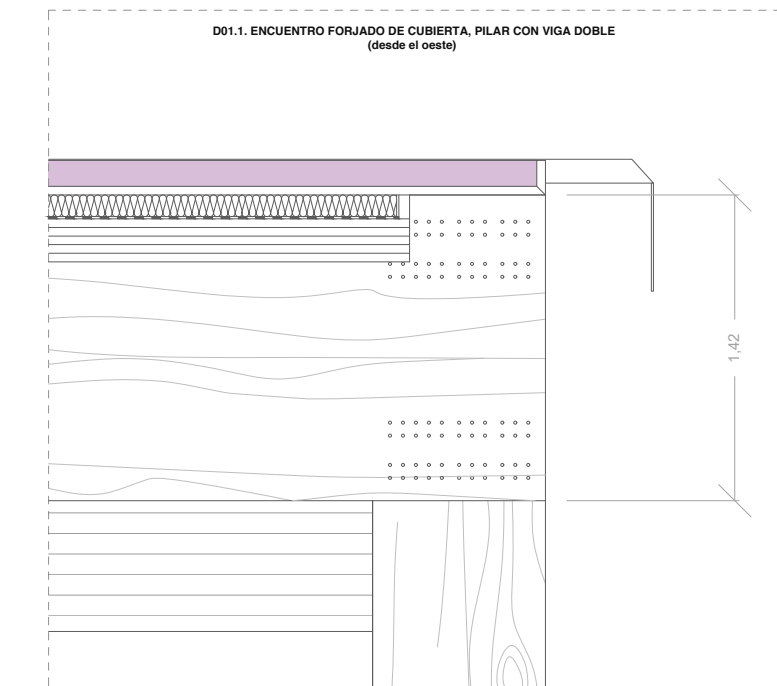 D01.1. ENCUENTRO FORJADO DE CUBIERTA, PILAR CON VIGA DOBLE
(desde el oeste)
1,42